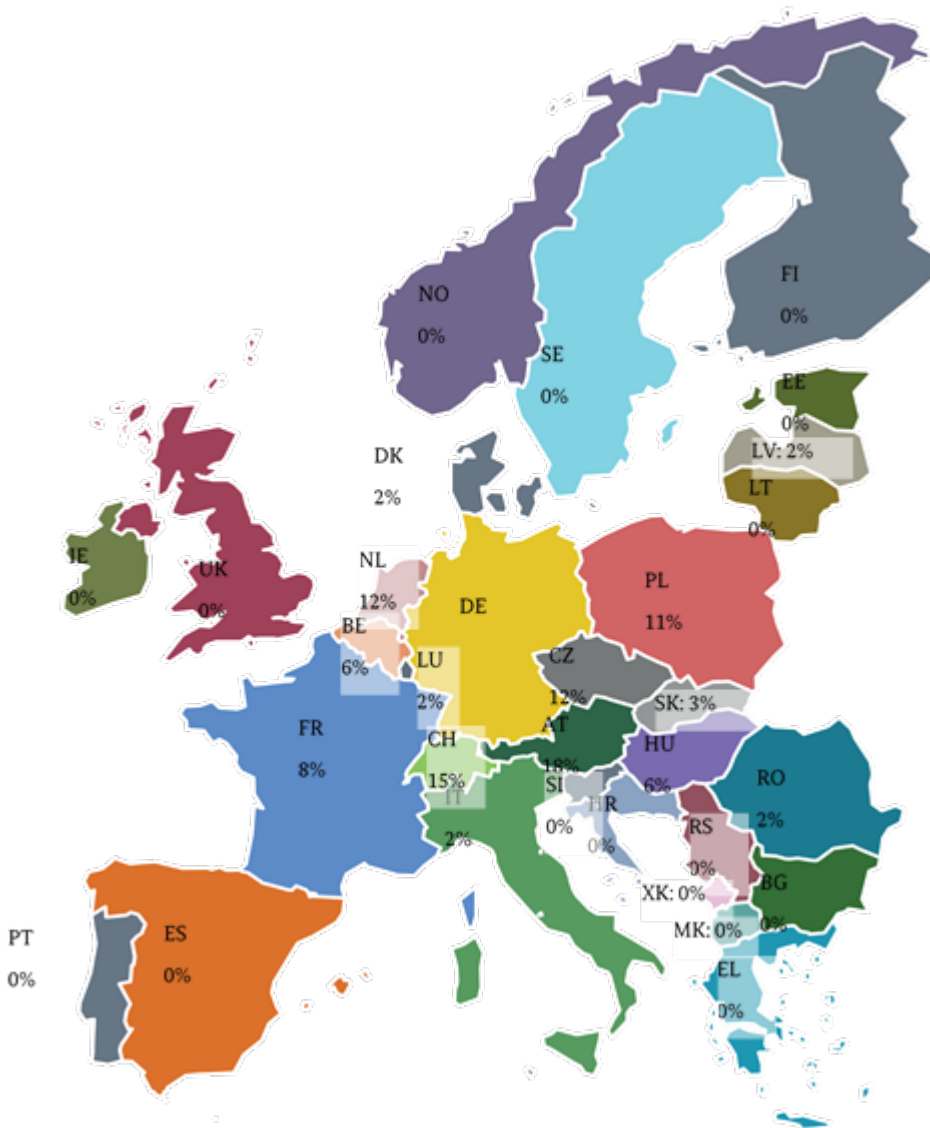 FI
0%
NO
0%
SE
0%
EE
0%
LV: 2%
DK
2%
LT
0%
IE
0%
UK
0%
NL
12%
PL
11%
DE
BE
6%
LU
2%
CZ
12%
SK: 3%
FR
8%
CH
15%
AT
18%
HU
6%
IT
2%
SI
0%
HR
0%
RO
2%
RS
0%
BG
0%
XK: 0%
MK: 0%
PT
0%
ES
0%
EL
0%